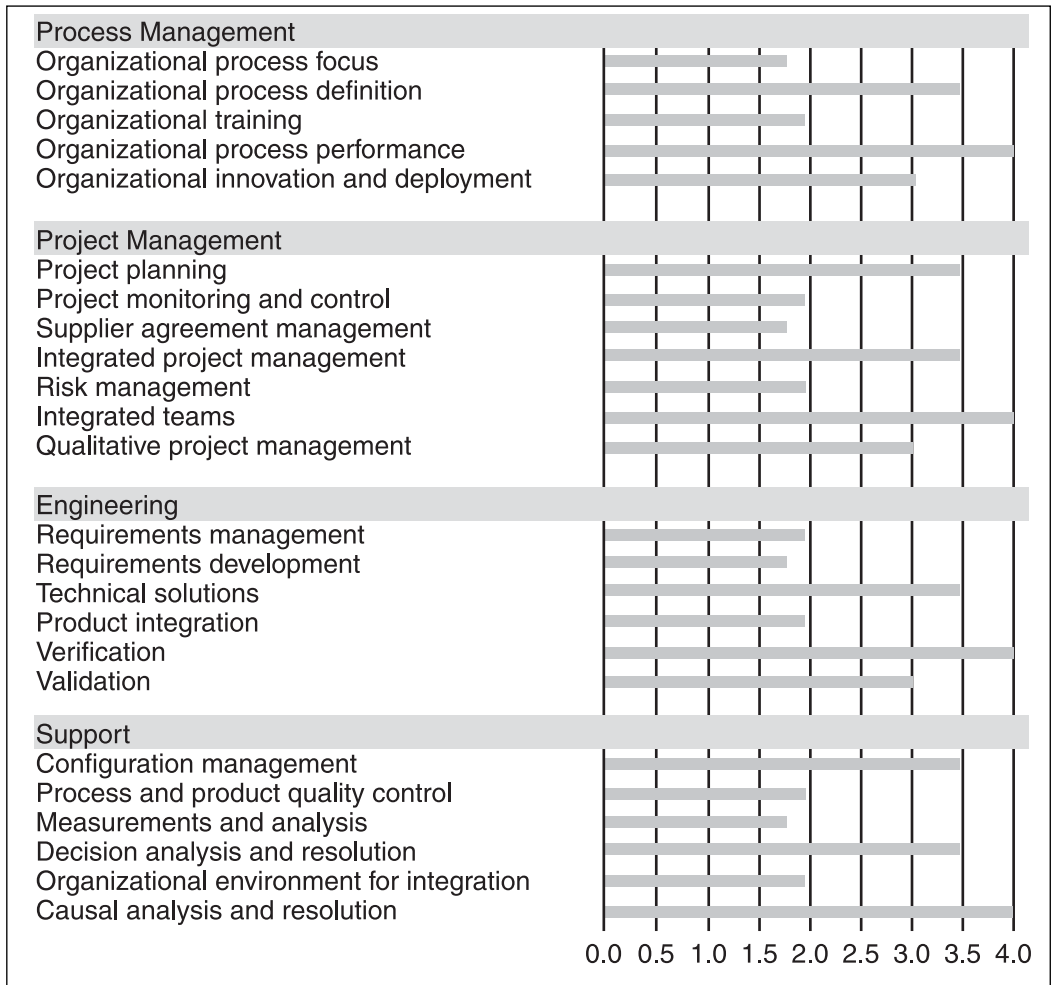 Process Management
Organizational process focus
Organizational process definition
Organizational training
Organizational process performance
Organizational innovation and deployment
Project Management
Project planning
Project monitoring and control
Supplier agreement management
Integrated project management
Risk management
Integrated teams
Qualitative project management
Engineering
Requirements management
Requirements development
Technical solutions
Product integration
Verification
Validation
Support
Configuration management
Process and product quality control
Measurements and analysis
Decision analysis and resolution
Organizational environment for integration
Causal analysis and resolution
0.0 0.5 1.0 1.5 2.0 2.5 3.0 3.5 4.0